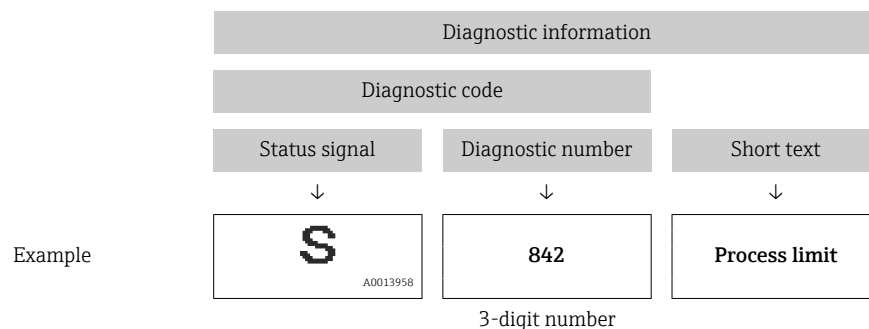 Diagnostic information
Diagnostic code
Status signal Diagnostic number Short text
↓ ↓ ↓
Example S 842 Process limit
A0013958
3-digit number